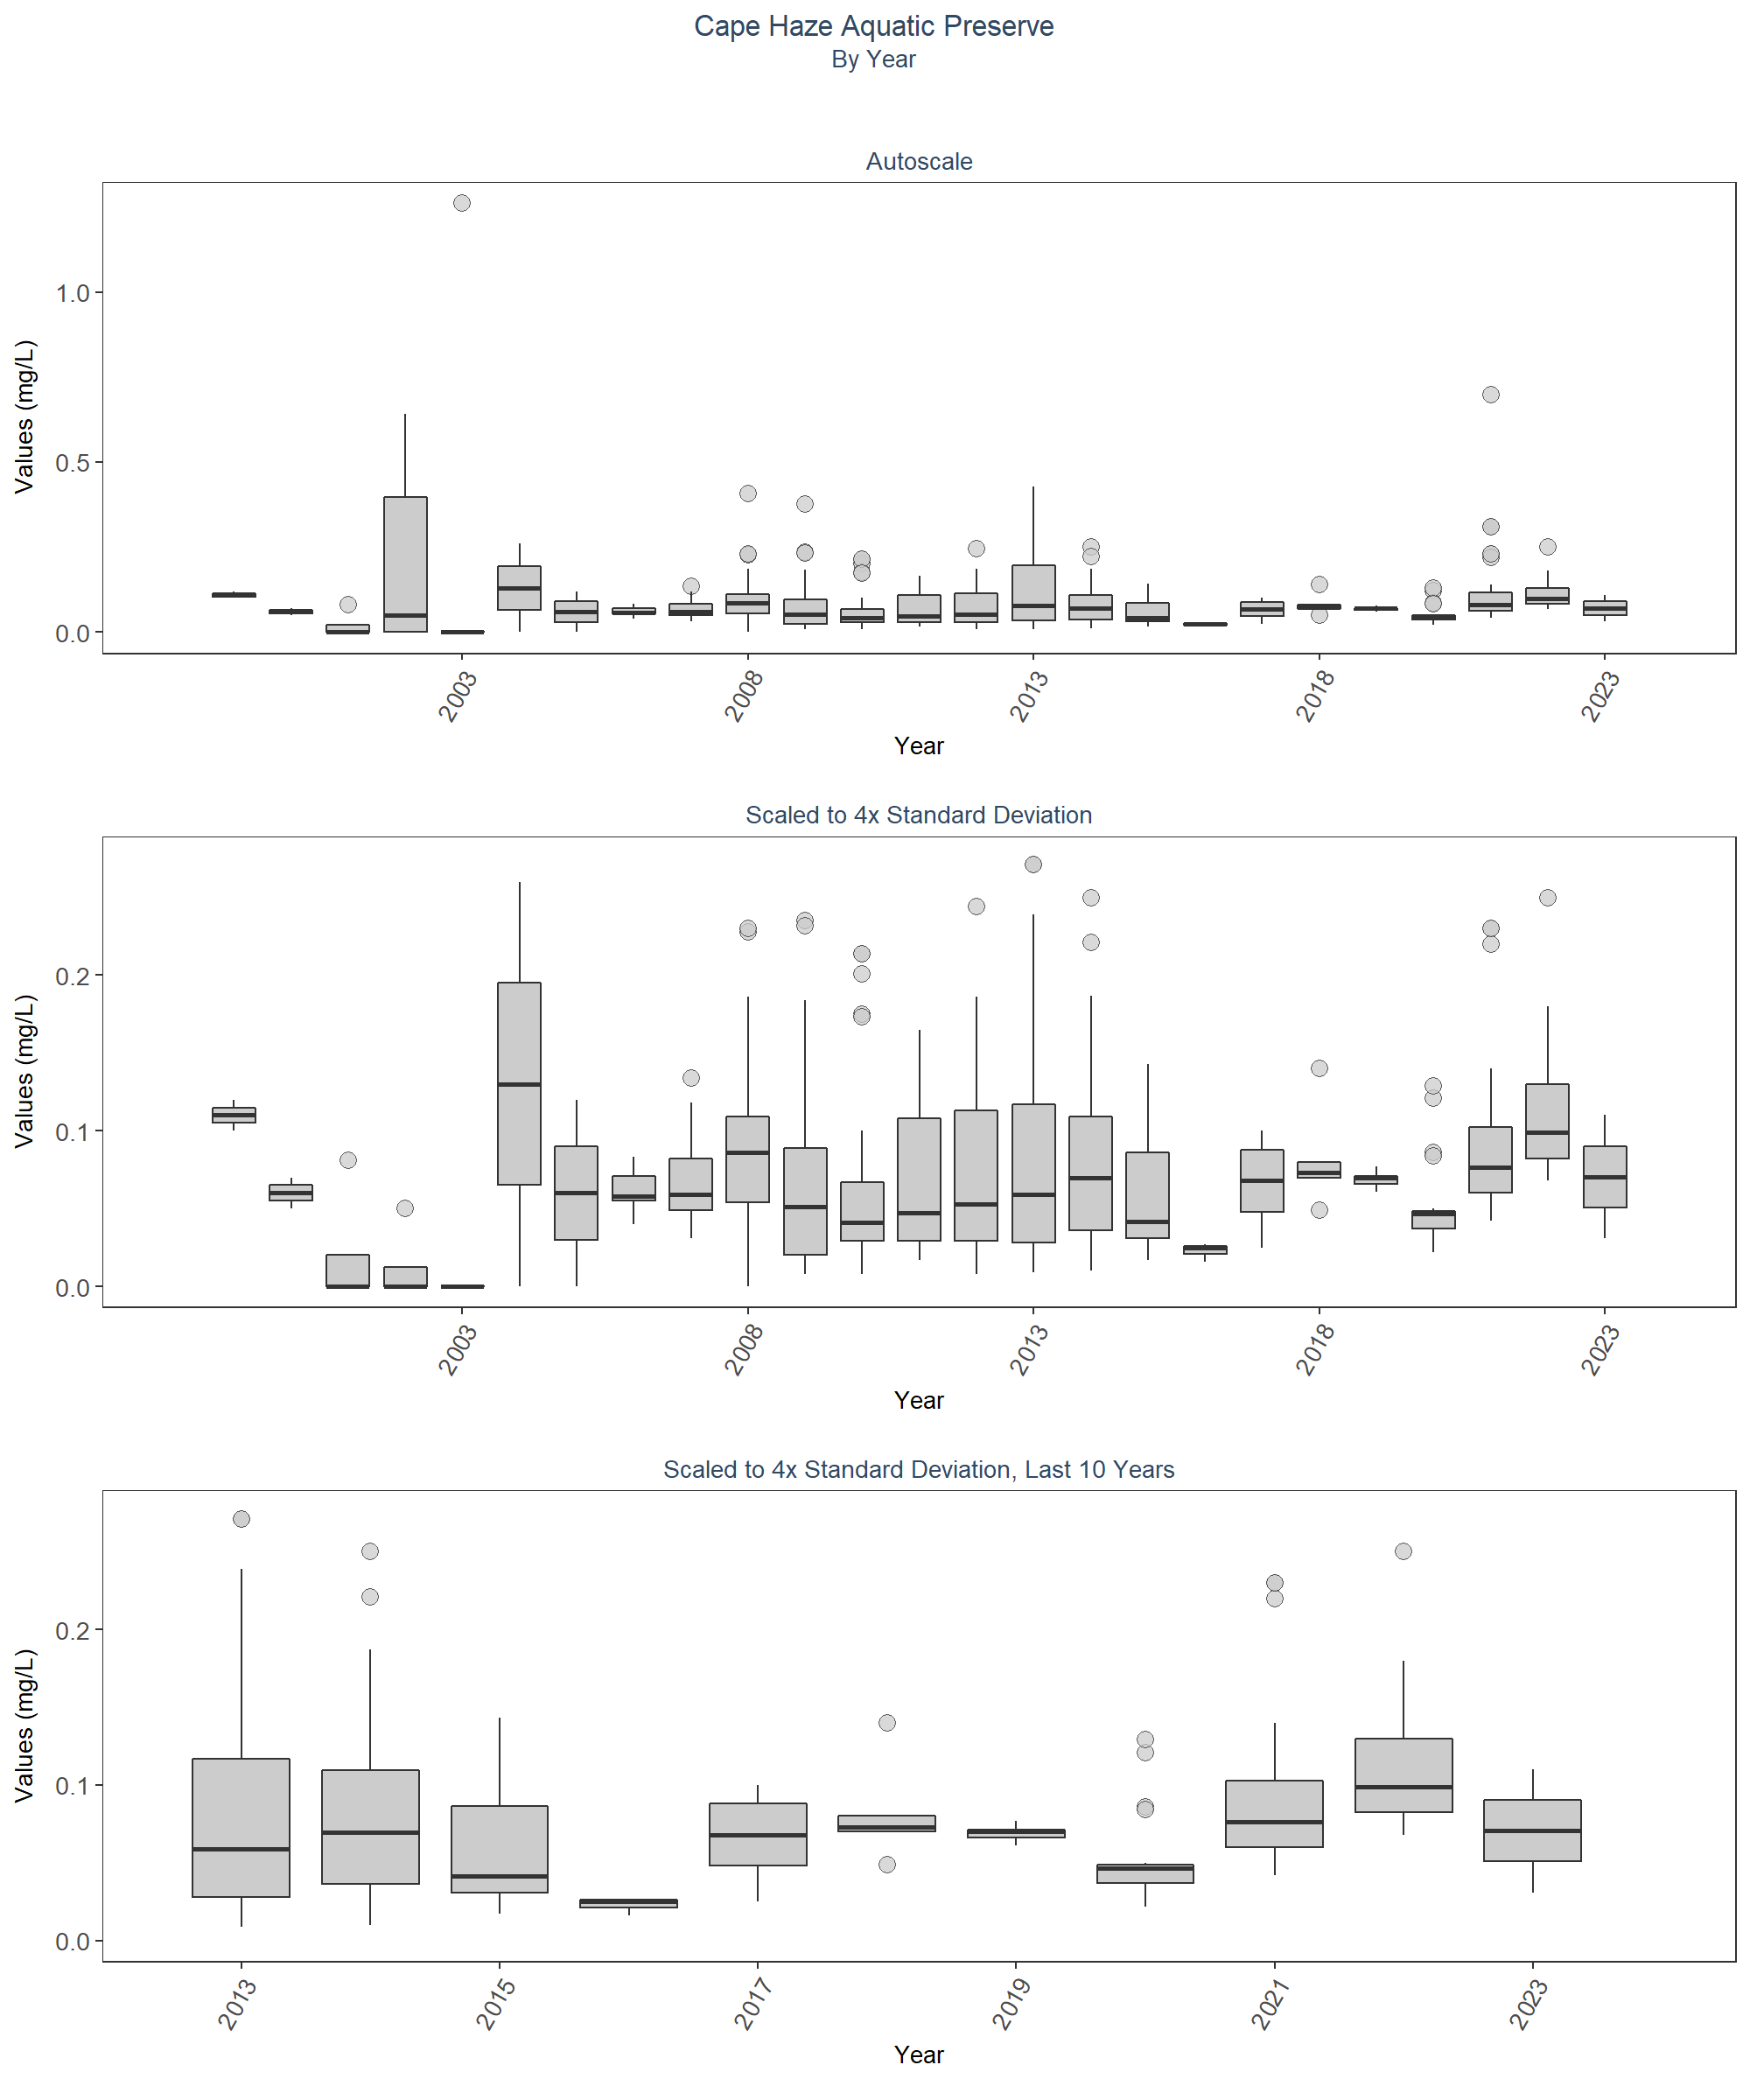 Cape Haze Aquatic Preserve
By Year
Autoscale
Values (mg/L)
1.0
0.5
0.0
2003 2008 2013 2018 2023
Year
Scaled to 4x Standard Deviation
Values (mg/L)
0.2
0.1
0.0
2003 2008 2013 2018 2023
Year
Scaled to 4x Standard Deviation, Last 10 Years
Values (mg/L)
0.2
0.1
0.0
2013 2015 2017 2019 2021 2023
Year